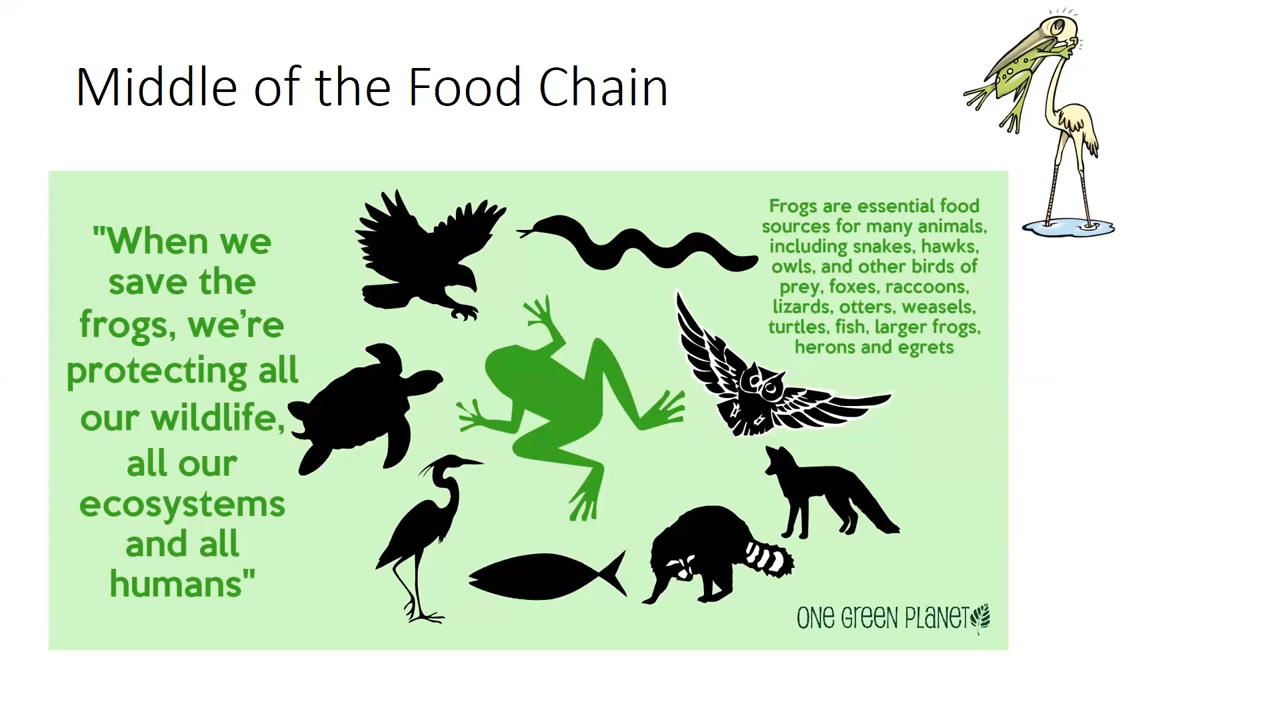 Middle of the Food Chain
"When we
save the
frogs, we're
protecting all
our wildlife,
all our
ecosystems
and all
humans"
Frogs are essential food
sources for many animals,
including snakes, hawks,
owls, and other birds of
prey, foxes, raccoons,
lizards, otters, weasels,
turtles, fish, larger frogs,
herons and egrets
ONE GREEN PLANET